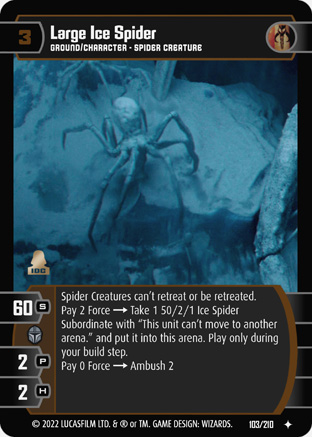 3
Large Ice Spider
GROUND/CHARACTER - SPIDER CREATURE
IDC
60 S
Spider Creatures can't retreat or be retreated.
Pay 2 Force → Take 1 50/2/1 Ice Spider
Subordinate with "This unit can't move to another
arena." and put it into this arena. Play only during
your build step.
Pay 0 Force → Ambush 2
2 P
2 H
© 2022 LUCASFILM LTD. & ® or TM. GAME DESIGN: WIZARDS.
103/210